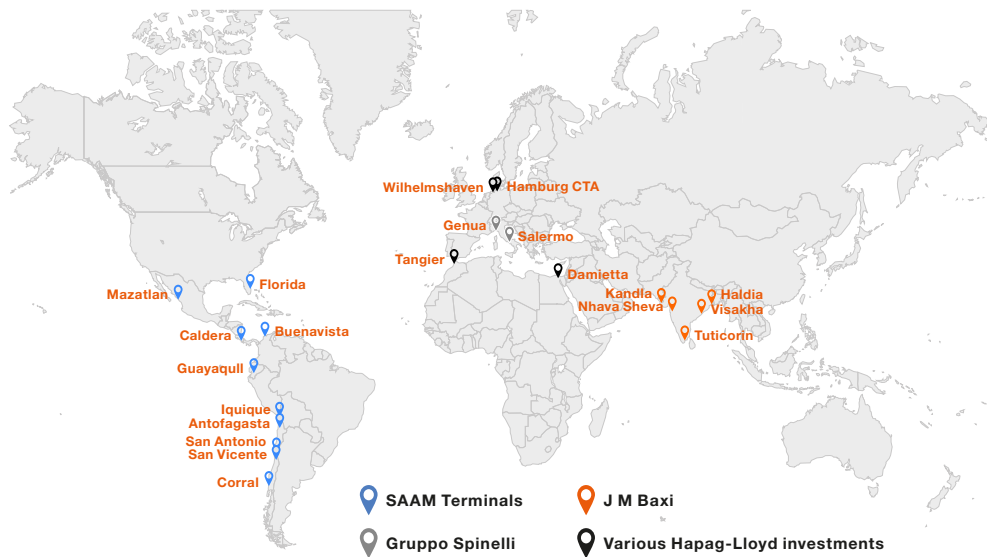 Wilhelmshaven
Hamburg CTA
Genua
Salermo
Tangier
Damietta
Florida
Mazatlan
Kandla
Haldia
Nhava Sheva
Visakha
Caldera
Buenavista
Tuticorin
Guayaqull
Iquique
Antofagasta
San Antonio
San Vicente
Corral
SAAM Terminals
J M Baxi
Gruppo Spinelli
Various Hapag-Lloyd investments